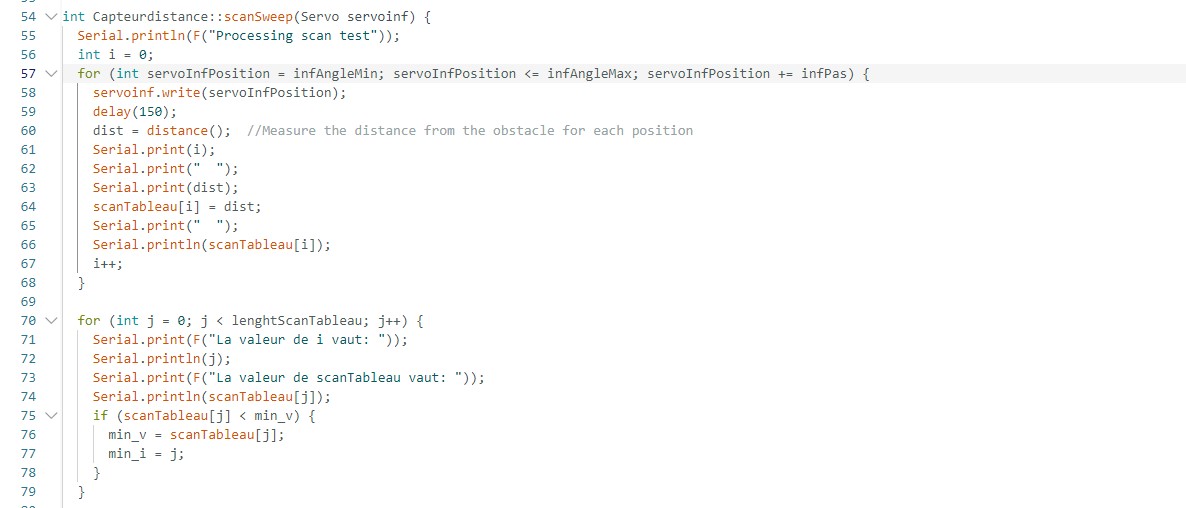 54 int Capteurdistance::scanSweep(Servo servoinf) {
55 Serial.println(F("Processing scan test"));
56 int i = 0;
57 for (int servoInfPosition = infAngleMin; servoInfPosition <= infAngleMax; servoInfPosition += infPas) {
58 servoinf.write(servoInfPosition);
59 delay(150);
60 dist = distance();  //Measure the distance from the obstacle for each position
61 Serial.print(i);
62 Serial.print("  ");
63 Serial.print(dist);
64 scanTableau[i] = dist;
65 Serial.print("  ");
66 Serial.println(scanTableau[i]);
67 i++;
68 }
69
70 for (int j = 0; j < lenghtScanTableau; j++) {
71 Serial.print(F("La valeur de i vaut: "));
72 Serial.println(j);
73 Serial.print(F("La valeur de scanTableau vaut: "));
74 Serial.println(scanTableau[j]);
75 if (scanTableau[j] < min_v) {
76 min_v = scanTableau[j];
77 min_i = j;
78 }
79 }